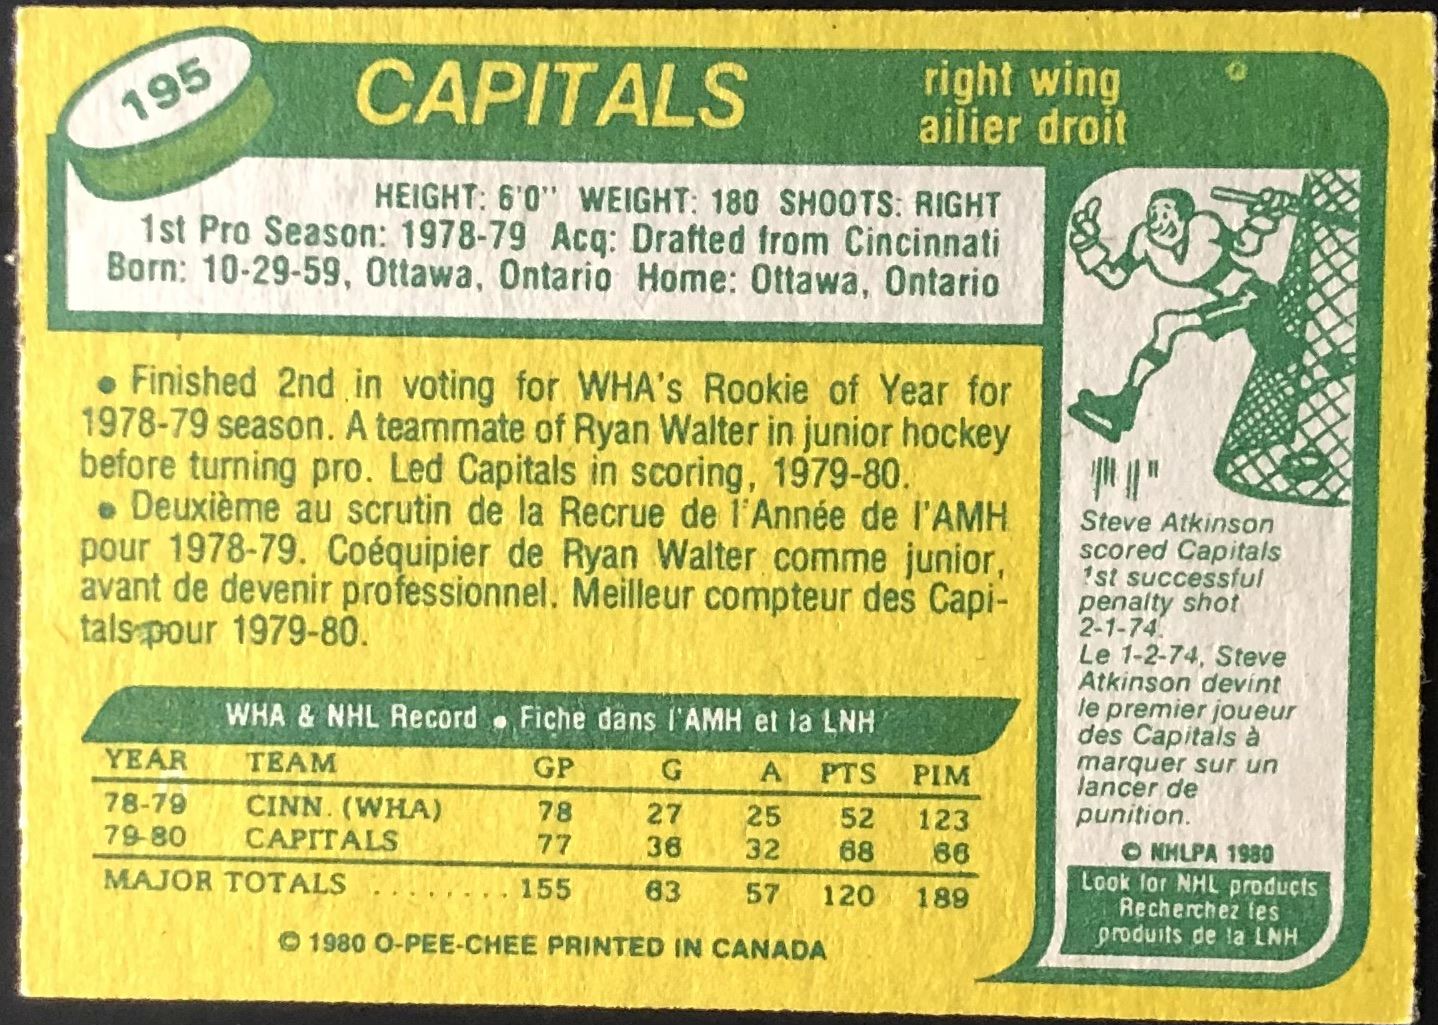 195
CAPITALS
right wing
ailier droit
HEIGHT: 6'0" WEIGHT: 180 SHOOTS: RIGHT
1st Pro Season: 1978-79 Acq: Drafted from Cincinnati
Born: 10-29-59, Ottawa, Ontario Home: Ottawa, Ontario
• Finished 2nd in voting for WHA's Rookie of Year for
1978-79 season. A teammate of Ryan Walter in junior hockey
before turning pro. Led Capitals in scoring, 1979-80.
• Deuxième au scrutin de la Recrue de l'Année de l'AMH
pour 1978-79. Coéquipier de Ryan Walter comme junior,
avant de devenir professionnel. Meilleur compteur des Capi-
tals pour 1979-80.
WHA & NHL Record • Fiche dans l'AMH et la LNH
YEAR TEAM GP G A PTS PIM
78-79 CINN. (WHA) 78 27 25 52 123
79-80 CAPITALS 77 36 32 68 66
MAJOR TOTALS ........ 155 63 57 120 189
© 1980 O-PEE-CHEE PRINTED IN CANADA
Steve Atkinson
scored Capitals
1st successful
penalty shot
2-1-74.
Le 1-2-74, Steve
Atkinson devint
le premier joueur
des Capitals à
marquer sur un
lancer de
punition.
© NHLPA 1980
Look for NHL products
Recherchez les
produits de la LNH